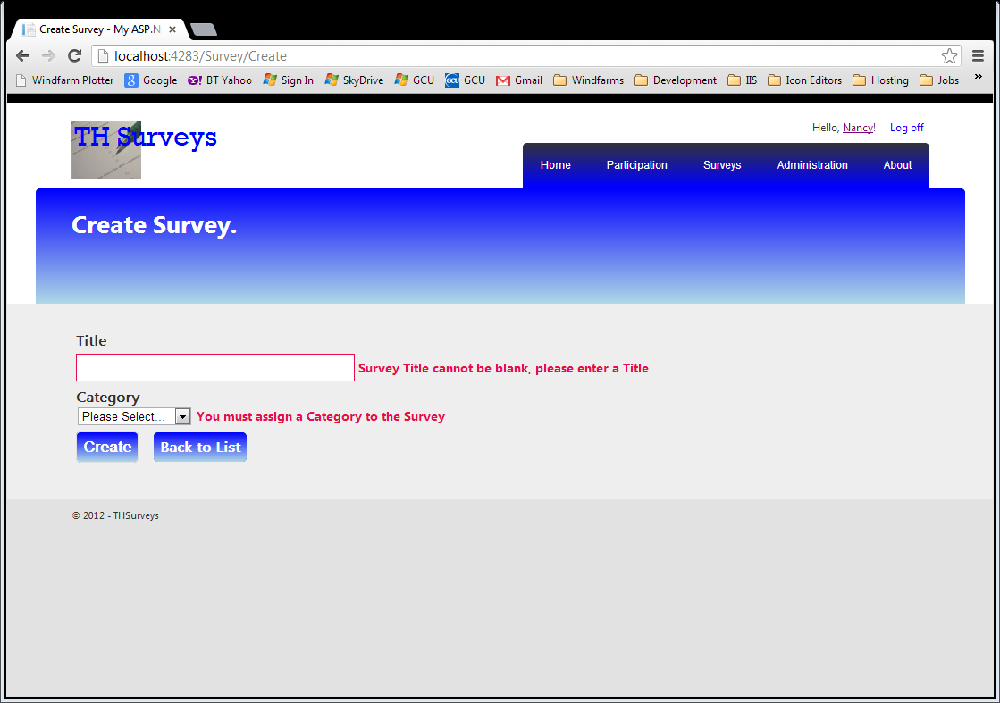 Create Survey - My ASP.N
localhost:4283/Survey/Create
Windfarm Plotter Google BT Yahoo Sign In SkyDrive GCU GCU Gmail Windfarms Development IIS Icon Editors Hosting Jobs »
TH Surveys
Hello, Nancy! Log off
Home Participation Surveys Administration About
Create Survey.
Title
Survey Title cannot be blank, please enter a Title
Category
Please Select... You must assign a Category to the Survey
Create Back to List
© 2012 - THSurveys